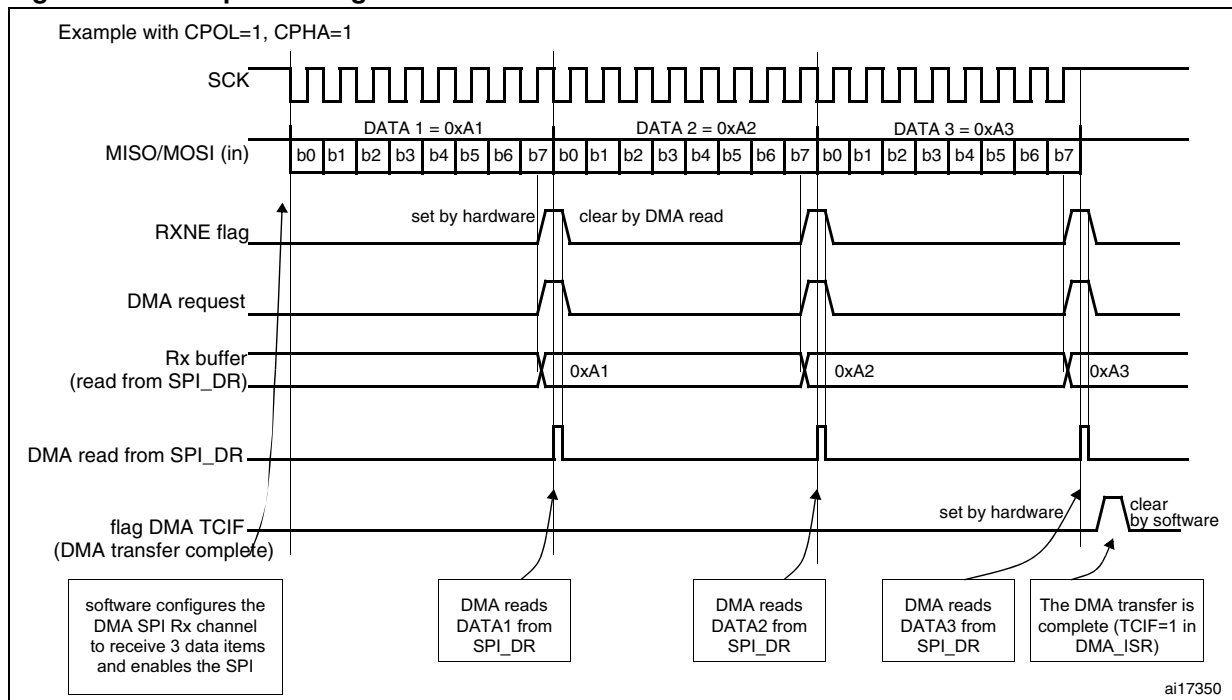 Example with CPOL=1, CPHA=1
SCK
DATA 1 = 0xA1
DATA 2 = 0xA2
DATA 3 = 0xA3
MISO/MOSI (in)
b0 b1 b2 b3 b4 b5 b6 b7 b0 b1 b2 b3 b4 b5 b6 b7 b0 b1 b2 b3 b4 b5 b6 b7
set by hardware
clear by DMA read
RXNE flag
DMA request
Rx buffer
(read from SPI_DR)
0xA1
0xA2
0xA3
DMA read from SPI_DR
flag DMA TCIF
(DMA transfer complete)
set by hardware
clear
by software
software configures the
DMA SPI Rx channel
to receive 3 data items
and enables the SPI
DMA reads
DATA1 from
SPI_DR
DMA reads
DATA2 from
SPI_DR
DMA reads
DATA3 from
SPI_DR
The DMA transfer is
complete (TCIF=1 in
DMA_ISR)
ai17350